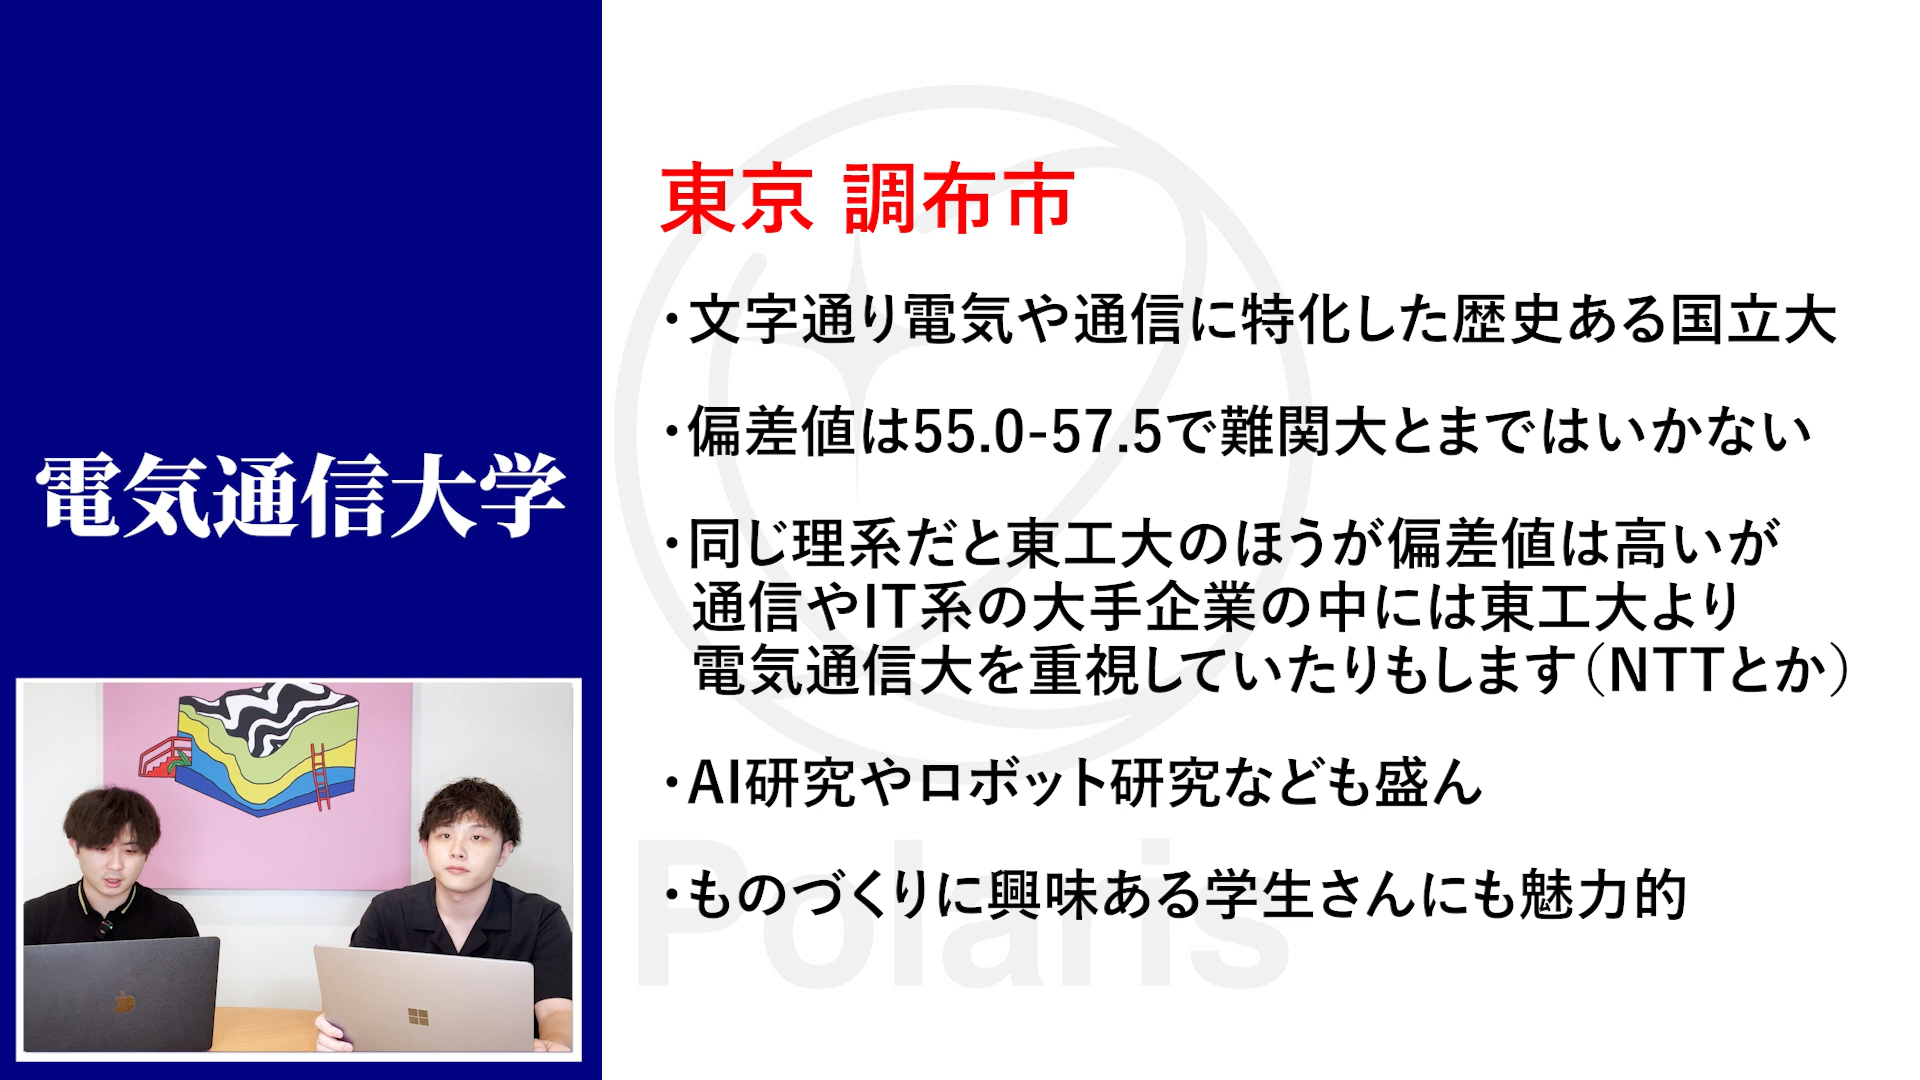 電気通信大学
東京 調布市
・文字通り電気や通信に特化した歴史ある国立大
・偏差値は55.0-57.5で難関大とまではいかない
・同じ理系だと東工大のほうが偏差値は高いが
通信やIT系の大手企業の中には東工大より
電気通信大を重視していたりもします（NTTとか）
・AI研究やロボット研究なども盛ん
・ものづくりに興味ある学生さんにも魅力的
Polaris